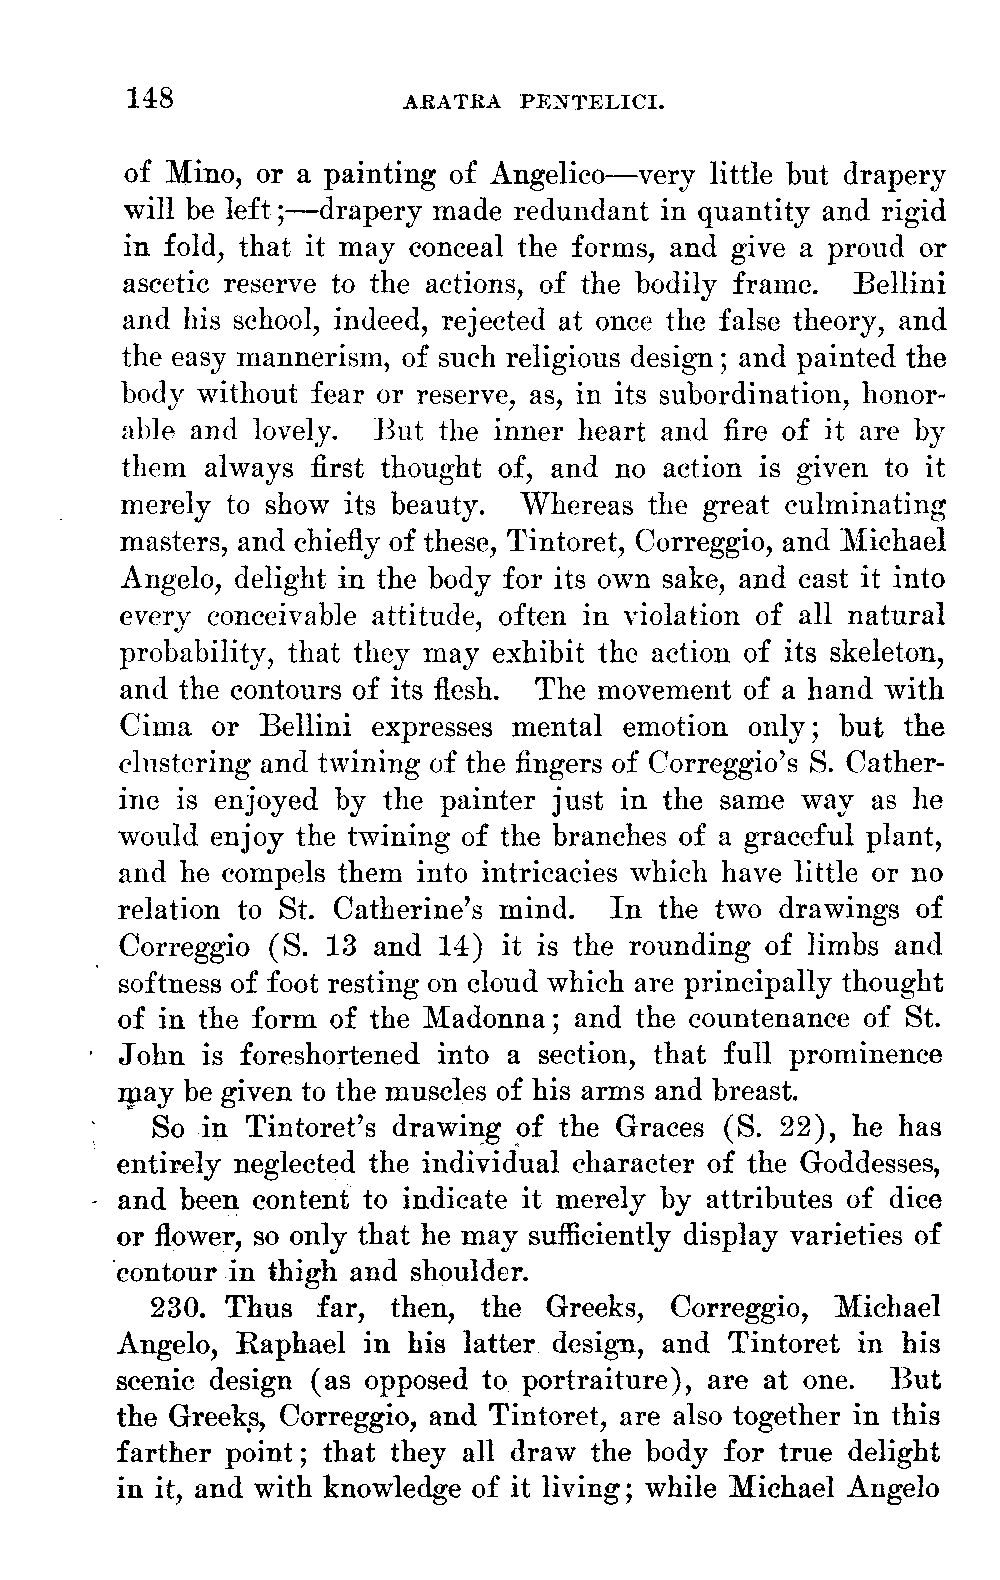 148 ARATRA PENTELICI.
of Mino, or a painting of Angelico—very little but drapery
will be left;—drapery made redundant in quantity and rigid
in fold, that it may conceal the forms, and give a proud or
ascetic reserve to the actions, of the bodily frame. Bellini
and his school, indeed, rejected at once the false theory, and
the easy mannerism, of such religious design; and painted the
body without fear or reserve, as, in its subordination, honor-
able and lovely. But the inner heart and fire of it are by
them always first thought of, and no action is given to it
merely to show its beauty. Whereas the great culminating
masters, and chiefly of these, Tintoret, Correggio, and Michael
Angelo, delight in the body for its own sake, and cast it into
every conceivable attitude, often in violation of all natural
probability, that they may exhibit the action of its skeleton,
and the contours of its flesh. The movement of a hand with
Cima or Bellini expresses mental emotion only; but the
clustering and twining of the fingers of Correggio's S. Cather-
ine is enjoyed by the painter just in the same way as he
would enjoy the twining of the branches of a graceful plant,
and he compels them into intricacies which have little or no
relation to St. Catherine's mind. In the two drawings of
Correggio (S. 13 and 14) it is the rounding of limbs and
softness of foot resting on cloud which are principally thought
of in the form of the Madonna; and the countenance of St.
John is foreshortened into a section, that full prominence
may be given to the muscles of his arms and breast.
So in Tintoret's drawing of the Graces (S. 22), he has
entirely neglected the individual character of the Goddesses,
and been content to indicate it merely by attributes of dice
or flower, so only that he may sufficiently display varieties of
contour in thigh and shoulder.
230. Thus far, then, the Greeks, Correggio, Michael
Angelo, Raphael in his latter design, and Tintoret in his
scenic design (as opposed to portraiture), are at one. But
the Greeks, Correggio, and Tintoret, are also together in this
farther point; that they all draw the body for true delight
in it, and with knowledge of it living; while Michael Angelo